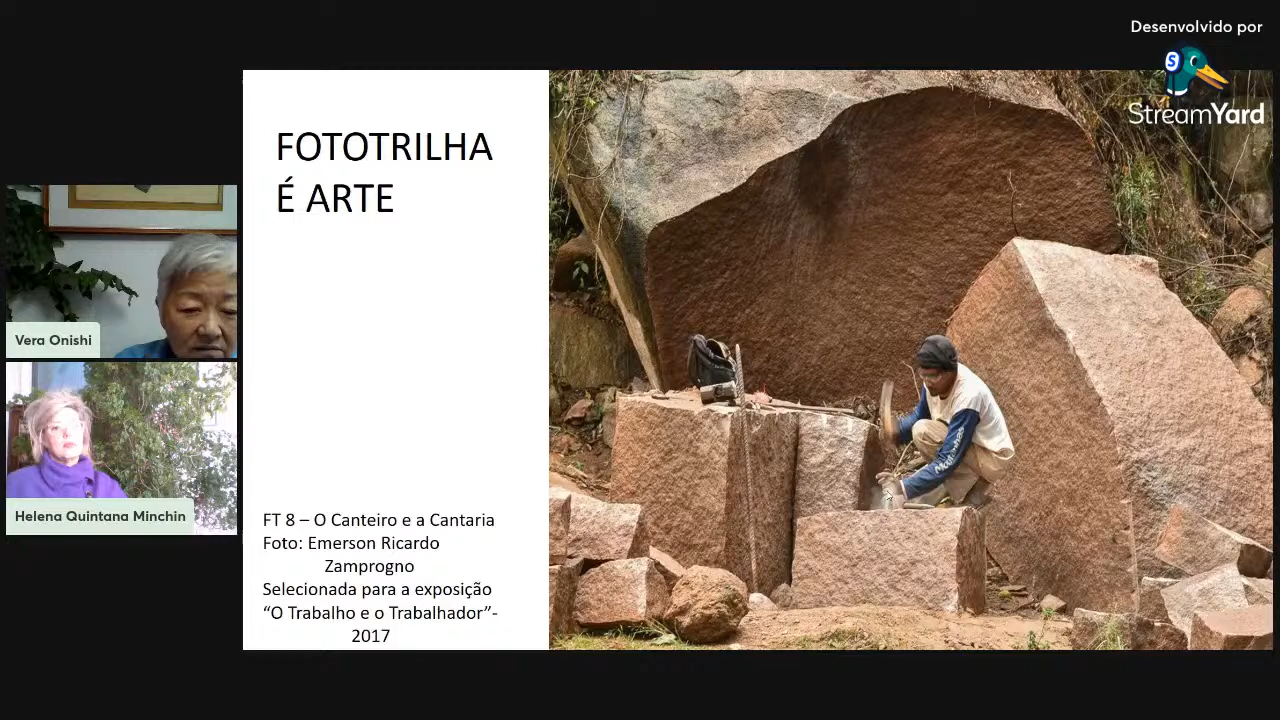 Desenvolvido por
S
StreamYard
FOTOTRILHA
É ARTE
Vera Onishi
Helena Quintana Minchin
FT 8 – O Canteiro e a Cantaria
Foto: Emerson Ricardo
Zamprogno
Selecionada para a exposição
“O Trabalho e o Trabalhador”-
2017